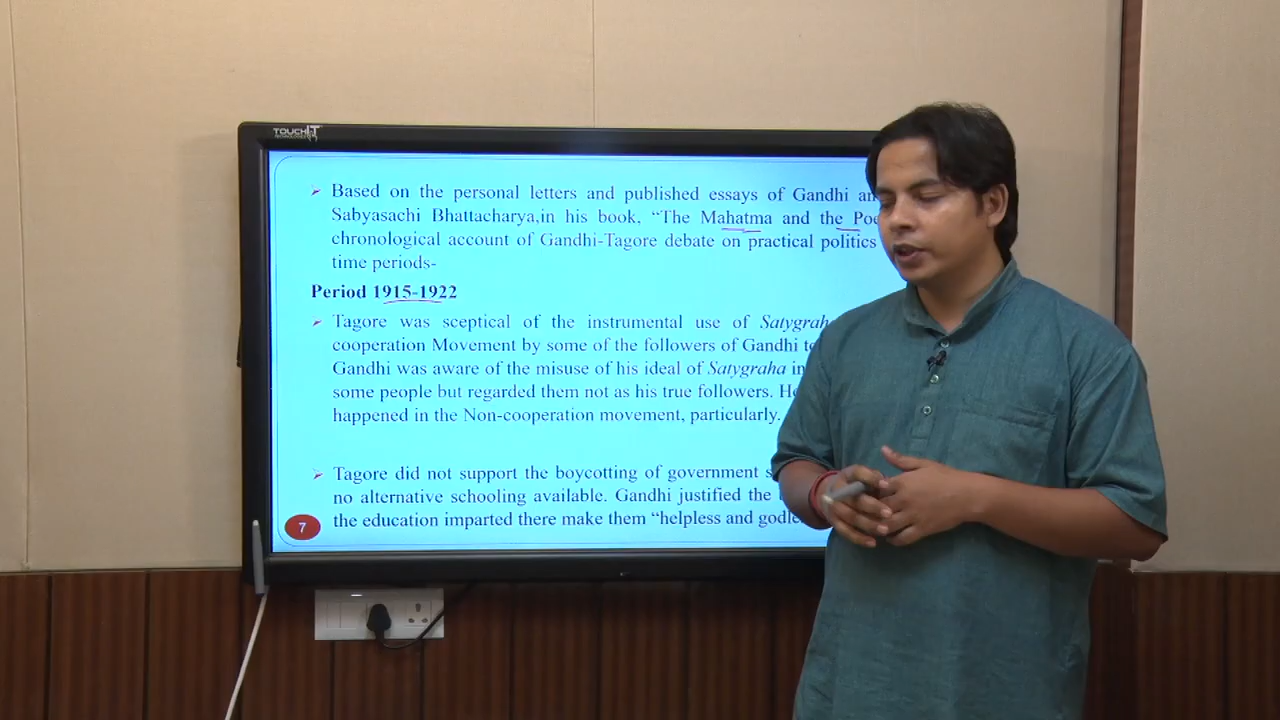 TOUCHIT
TECHNOLOGIES
Based on the personal letters and published essays of Gandhi
Sabyasachi Bhattacharya,in his book, “The Mahatma and the
chronological account of Gandhi-Tagore debate on practical politics
time periods-
Period 1915-1922
Tagore was sceptical of the instrumental use of
cooperation Movement by some of the followers of Gandhi
Gandhi was aware of the misuse of his ideal of Satygraha in
some people but regarded them not as his true followers.
happened in the Non-cooperation movement, particularly.
Tagore did not support the boycotting of government
no alternative schooling available. Gandhi justified the
the education imparted there make them “helpless and
7